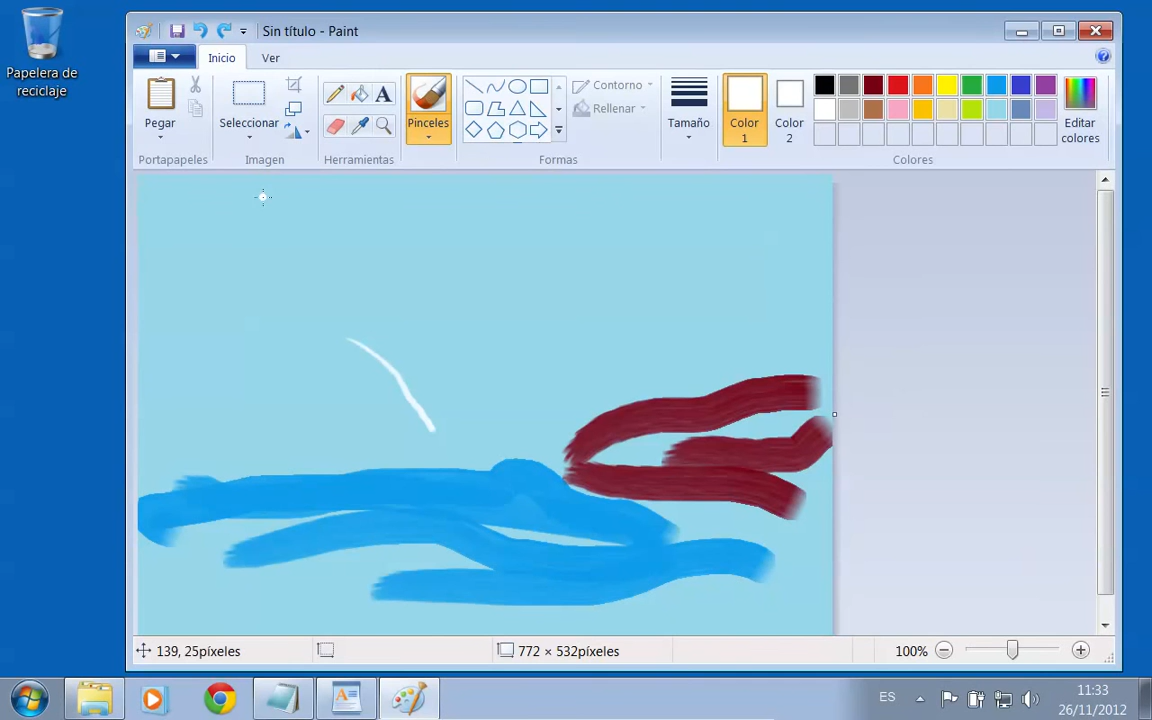 Papelera de
reciclaje
Sin título - Paint
Inicio
Ver
Pegar
Seleccionar
Pinceles
Contorno
Rellenar
Tamaño
Color
1
Color
2
Editar
colores
Portapapeles
Imagen
Herramientas
Formas
Colores
139, 25píxeles
772 × 532píxeles
100%
ES
11:33
26/11/2012